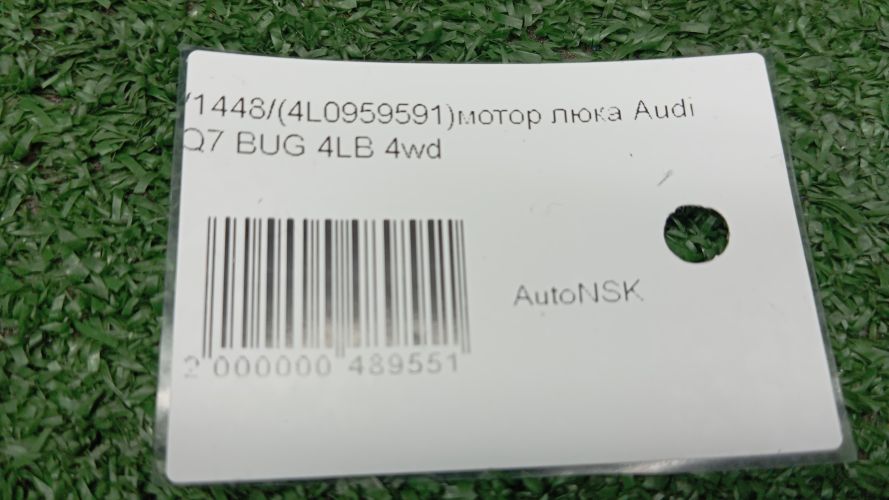 /1448/(4L0959591)мотор люка Audi
Q7 BUG 4LB 4wd
AutoNSK
2 000000 489551